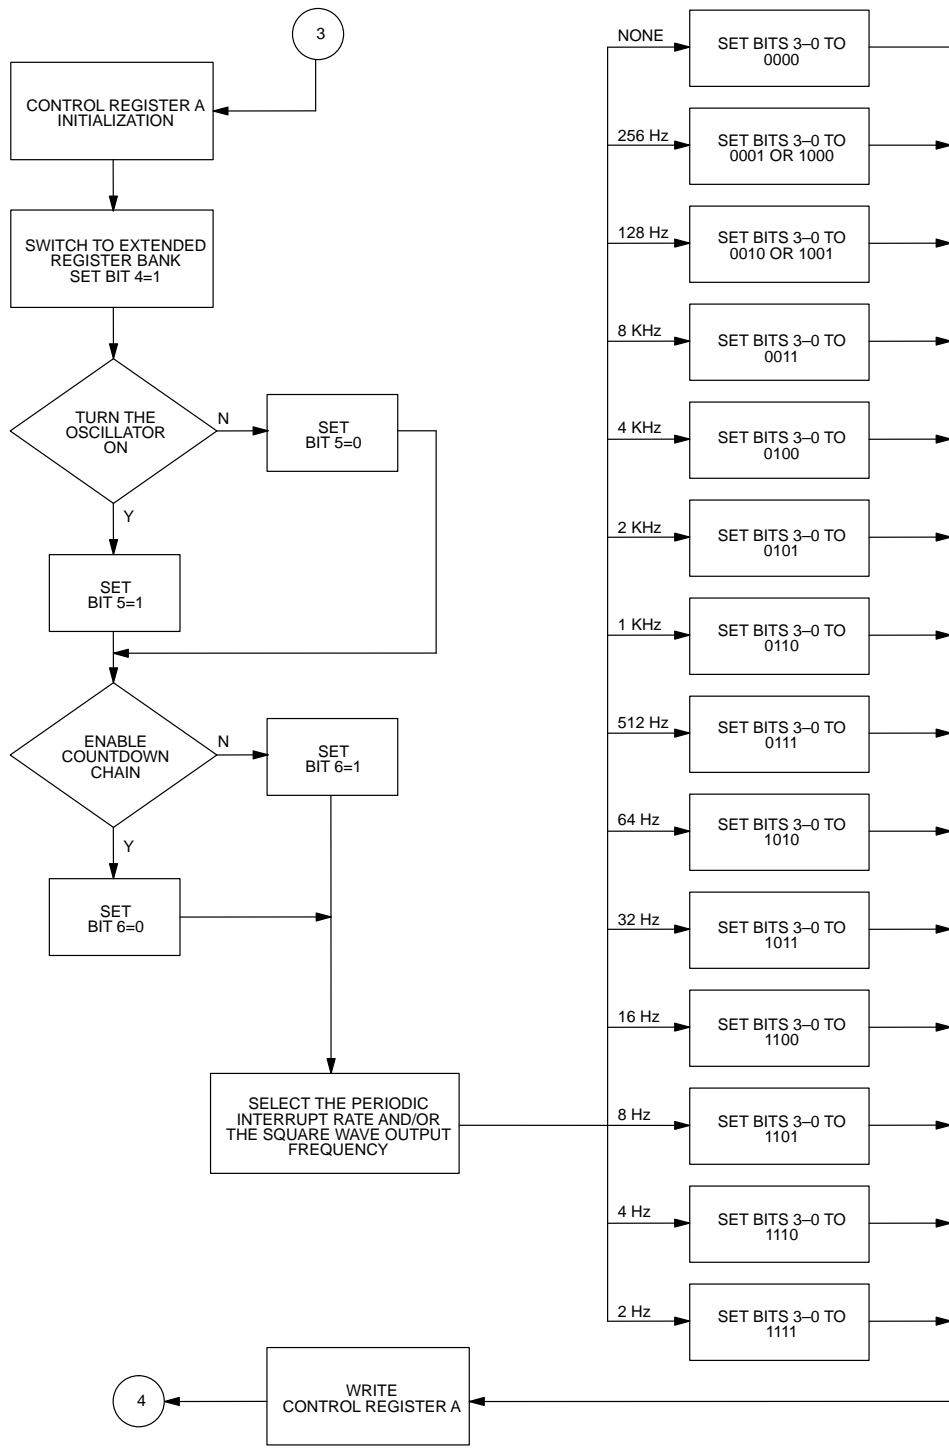 3
CONTROL REGISTER A
INITIALIZATION
SWITCH TO EXTENDED
REGISTER BANK
SET BIT 4=1
TURN THE
OSCILLATOR
ON
N
SET
BIT 5=0
Y
SET
BIT 5=1
ENABLE
COUNTDOWN
CHAIN
N
SET
BIT 6=1
Y
SET
BIT 6=0
SELECT THE PERIODIC
INTERRUPT RATE AND/OR
THE SQUARE WAVE OUTPUT
FREQUENCY
NONE
SET BITS 3–0 TO
0000
256 Hz
SET BITS 3–0 TO
0001 OR 1000
128 Hz
SET BITS 3–0 TO
0010 OR 1001
8 KHz
SET BITS 3–0 TO
0011
4 KHz
SET BITS 3–0 TO
0100
2 KHz
SET BITS 3–0 TO
0101
1 KHz
SET BITS 3–0 TO
0110
512 Hz
SET BITS 3–0 TO
0111
64 Hz
SET BITS 3–0 TO
1010
32 Hz
SET BITS 3–0 TO
1011
16 Hz
SET BITS 3–0 TO
1100
8 Hz
SET BITS 3–0 TO
1101
4 Hz
SET BITS 3–0 TO
1110
2 Hz
SET BITS 3–0 TO
1111
WRITE
CONTROL REGISTER A
4